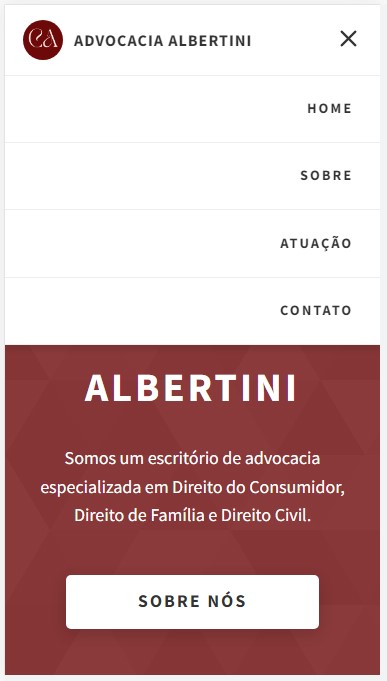 CA
ADVOCACIA ALBERTINI
HOME
SOBRE
ATUAÇÃO
CONTATO
ALBERTINI
Somos um escritório de advocacia
especializada em Direito do Consumidor,
Direito de Família e Direito Civil.
SOBRE NÓS